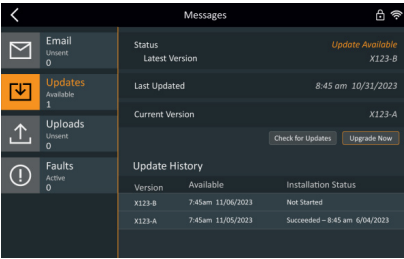 Messages
Email
Unsent
0
Updates
Available
1
Uploads
Unsent
0
Faults
Active
0
Status Update Available
Latest Version X123-B
Last Updated 8:45 am 10/31/2023
Current Version X123-A
Check for Updates Upgrade Now
Update History
Version Available Installation Status
X123-B 7:45am 11/06/2023 Not Started
X123-A 7:45am 11/05/2023 Succeeded – 8:45 am 6/04/2023